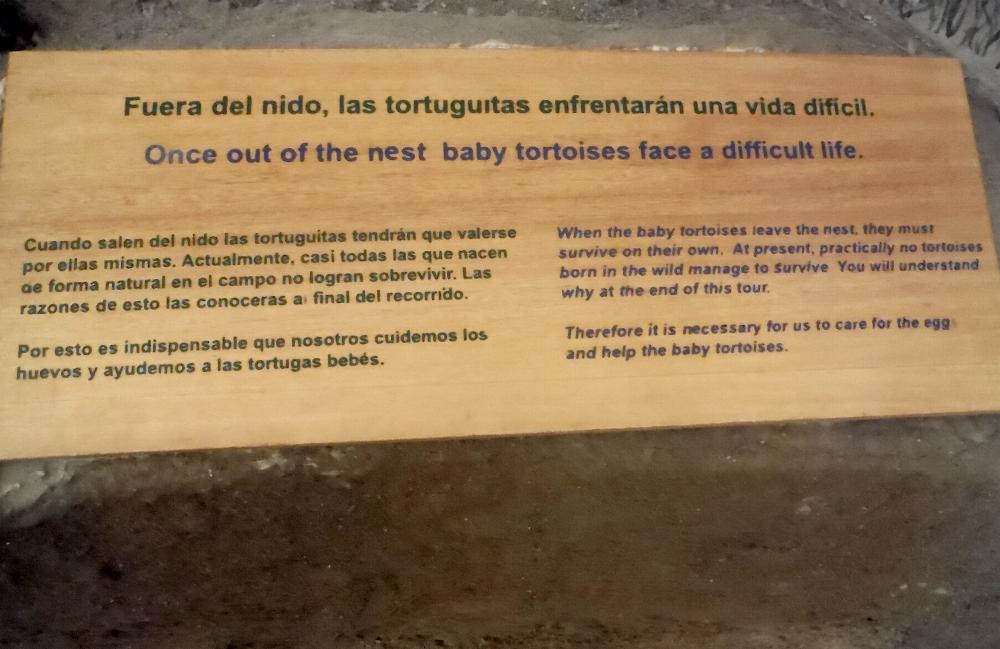 Fuera del nido, las tortuguitas enfrentarán una vida difícil.
Once out of the nest baby tortoises face a difficult life.
Cuando salen del nido las tortuguitas tendrán que valerse
por ellas mismas. Actualmente, casi todas las que nacen
de forma natural en el campo no logran sobrevivir. Las
razones de esto las conoceras al final del recorrido.
Por esto es indispensable que nosotros cuidemos los
huevos y ayudemos a las tortugas bebés.
When the baby tortoises leave the nest, they must
survive on their own. At present, practically no tortoises
born in the wild manage to survive You will understand
why at the end of this tour.
Therefore it is necessary for us to care for the egg
and help the baby tortoises.